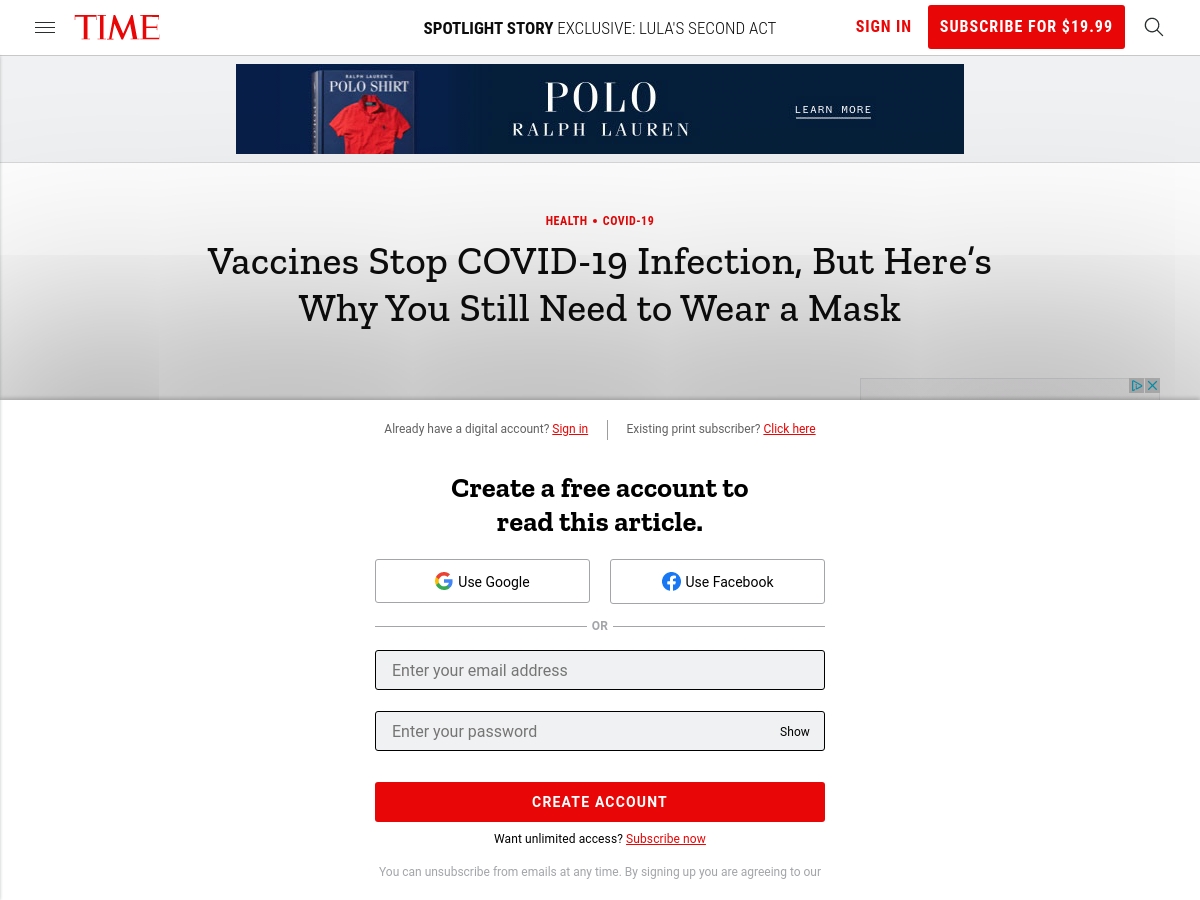 TIME
SPOTLIGHT STORY EXCLUSIVE: LULA'S SECOND ACT
SIGN IN
SUBSCRIBE FOR $19.99
RALPH LAUREN'S
POLO SHIRT
POLO
RALPH LAUREN
LEARN MORE
HEALTH • COVID-19
Vaccines Stop COVID-19 Infection, But Here’s
Why You Still Need to Wear a Mask
Already have a digital account? Sign in
Existing print subscriber? Click here
Create a free account to
read this article.
Use Google
Use Facebook
OR
Enter your email address
Enter your password
Show
CREATE ACCOUNT
Want unlimited access? Subscribe now
You can unsubscribe from emails at any time. By signing up you are agreeing to our